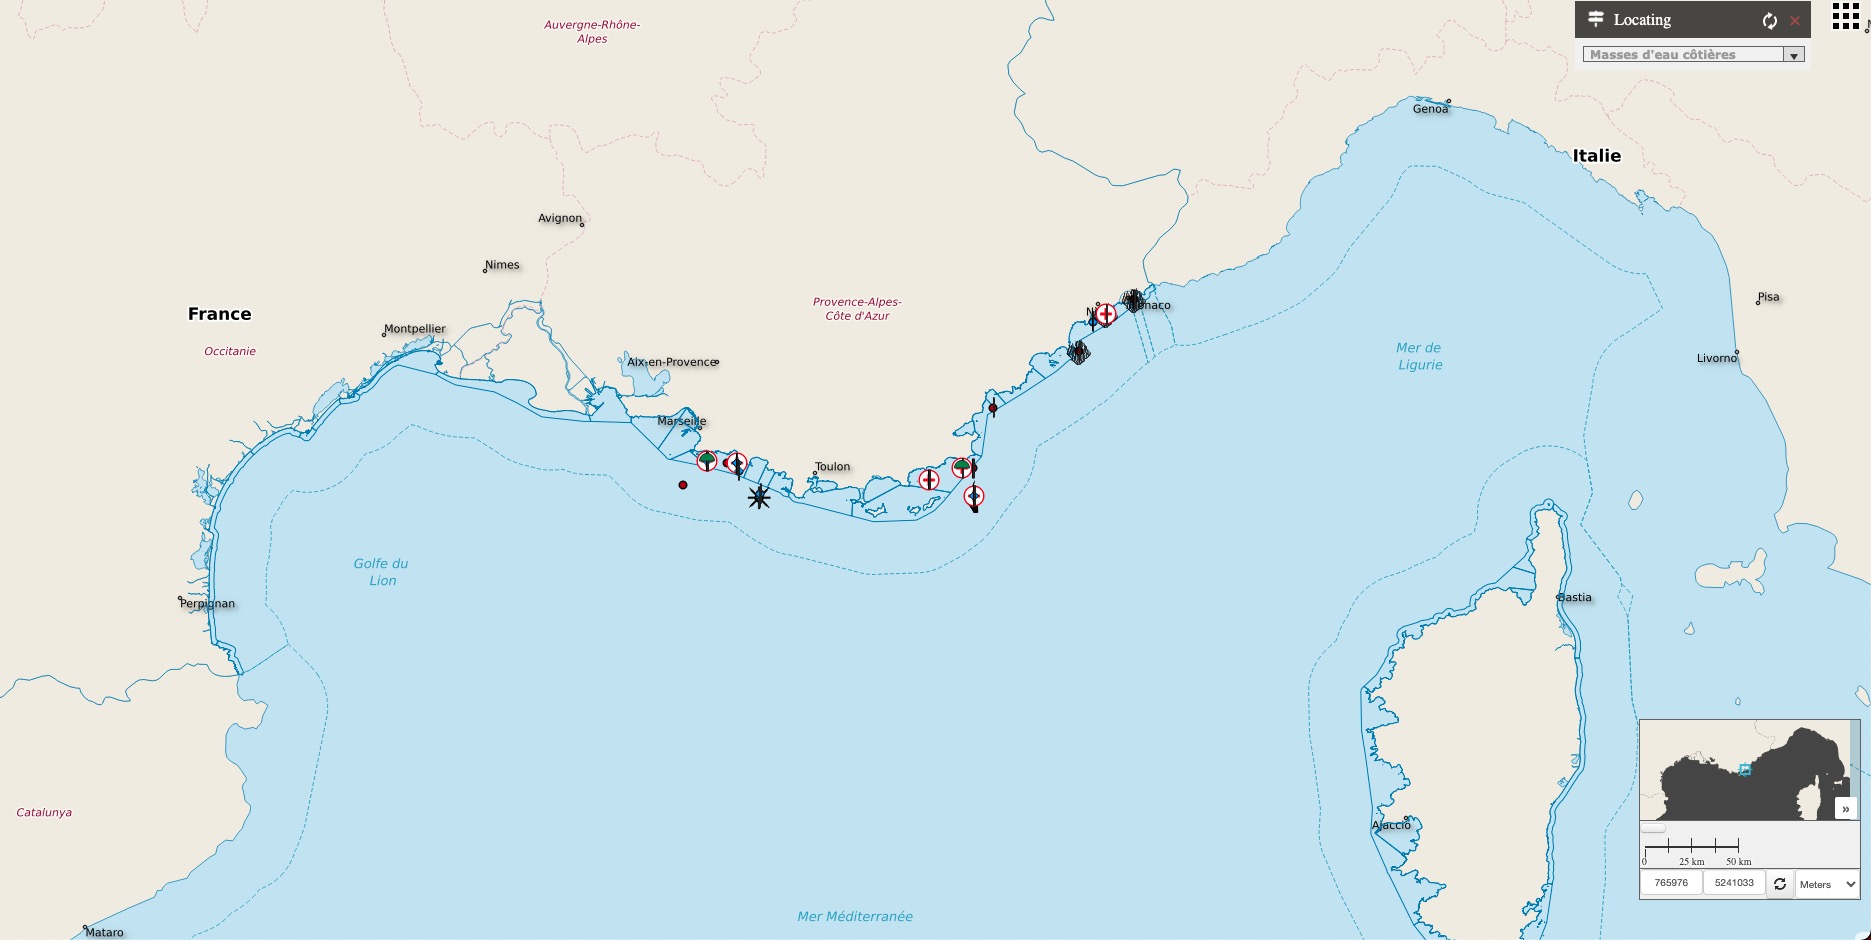 Auvergne-Rhône-
Alpes
Locating
Masses d'eau côtières
Genoa
Italie
Avignon
Nimes
France
Provence-Alpes-
Côte d'Azur
Pisa
Montpellier
Occitanie
Mer de
Ligurie
Livorno
Aix-en-Provence
Marseille
Toulon
Golfe du
Lion
Perpignan
Bastia
Catalunya
Ajaccio
»
0 25 km 50 km
765976 5241033 Meters
Mer Méditerranée
Mataro